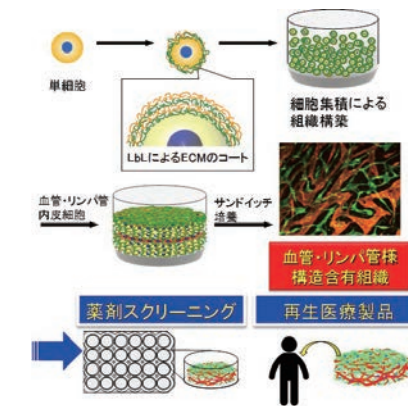 単細胞
細胞集積による
組織構築
LbLによるECMのコート
血管・リンパ管
内皮細胞
サンドイッチ
培養
血管・リンパ管様
構造含有組織
薬剤スクリーニング
再生医療製品